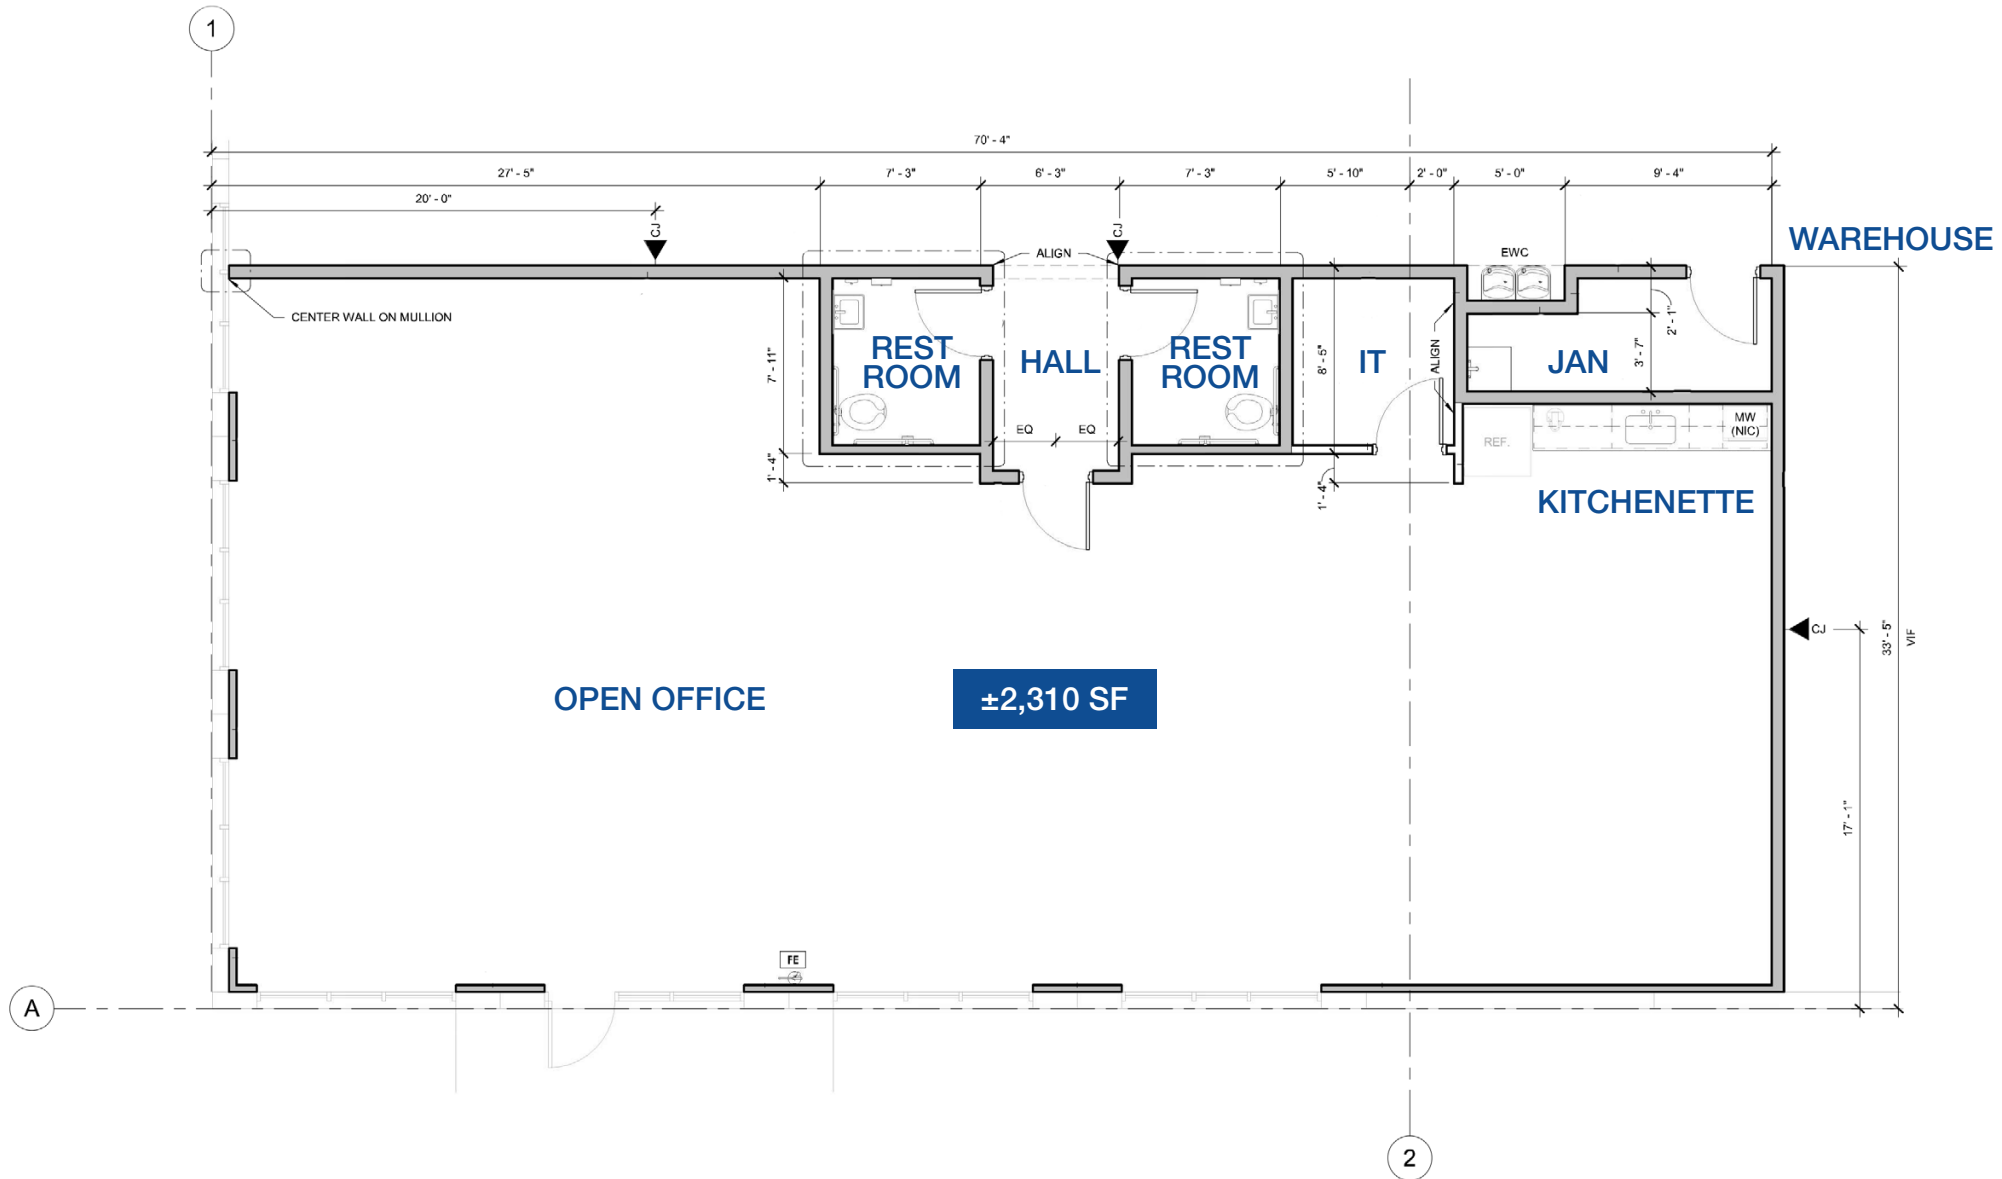 1
70' - 4"
27' - 5"
7' - 3"
6' - 3"
7' - 3"
5' - 10"
2' - 0"
5' - 0"
9' - 4"
20' - 0"
CJ
CJ
WAREHOUSE
ALIGN
EWC
CENTER WALL ON MULLION
REST
ROOM
HALL
REST
ROOM
IT
JAN
7' - 11"
8' - 5"
ALIGN
2' - 1"
3' - 7"
EQ
EQ
REF.
MW
(NIC)
1' - 4"
1' - 4"
KITCHENETTE
CJ
33' - 5"
VIF
OPEN OFFICE
±2,310 SF
17' - 1"
FE
A
2